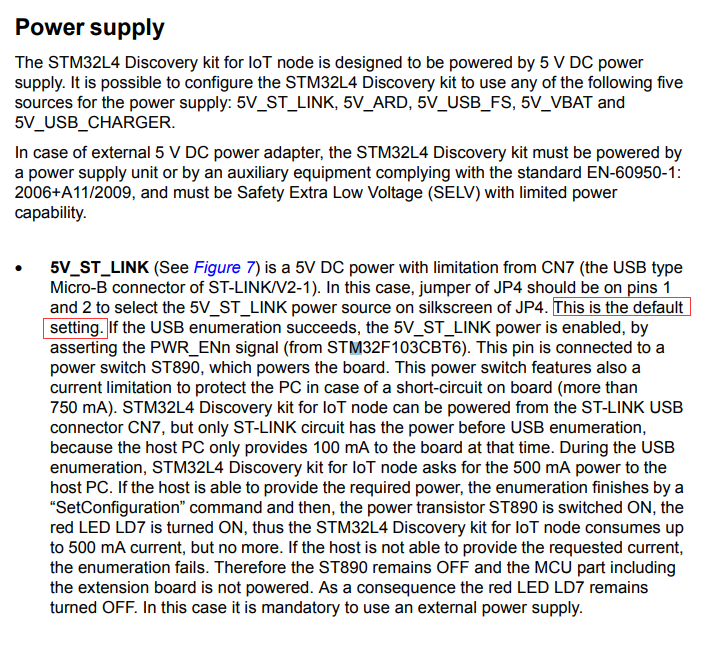 Power supply
The STM32L4 Discovery kit for IoT node is designed to be powered by 5 V DC power
supply. It is possible to configure the STM32L4 Discovery kit to use any of the following five
sources for the power supply: 5V_ST_LINK, 5V_ARD, 5V_USB_FS, 5V_VBAT and
5V_USB_CHARGER.
In case of external 5 V DC power adapter, the STM32L4 Discovery kit must be powered by
a power supply unit or by an auxiliary equipment complying with the standard EN-60950-1:
2006+A11/2009, and must be Safety Extra Low Voltage (SELV) with limited power
capability.
• 5V_ST_LINK (See Figure 7) is a 5V DC power with limitation from CN7 (the USB type
Micro-B connector of ST-LINK/V2-1). In this case, jumper of JP4 should be on pins 1
and 2 to select the 5V_ST_LINK power source on silkscreen of JP4. This is the default
setting. If the USB enumeration succeeds, the 5V_ST_LINK power is enabled, by
asserting the PWR_ENn signal (from STM32F103CBT6). This pin is connected to a
power switch ST890, which powers the board. This power switch features also a
current limitation to protect the PC in case of a short-circuit on board (more than
750 mA). STM32L4 Discovery kit for IoT node can be powered from the ST-LINK USB
connector CN7, but only ST-LINK circuit has the power before USB enumeration,
because the host PC only provides 100 mA to the board at that time. During the USB
enumeration, STM32L4 Discovery kit for IoT node asks for the 500 mA power to the
host PC. If the host is able to provide the required power, the enumeration finishes by a
“SetConfiguration” command and then, the power transistor ST890 is switched ON, the
red LED LD7 is turned ON, thus the STM32L4 Discovery kit for IoT node consumes up
to 500 mA current, but no more. If the host is not able to provide the requested current,
the enumeration fails. Therefore the ST890 remains OFF and the MCU part including
the extension board is not powered. As a consequence the red LED LD7 remains
turned OFF. In this case it is mandatory to use an external power supply.